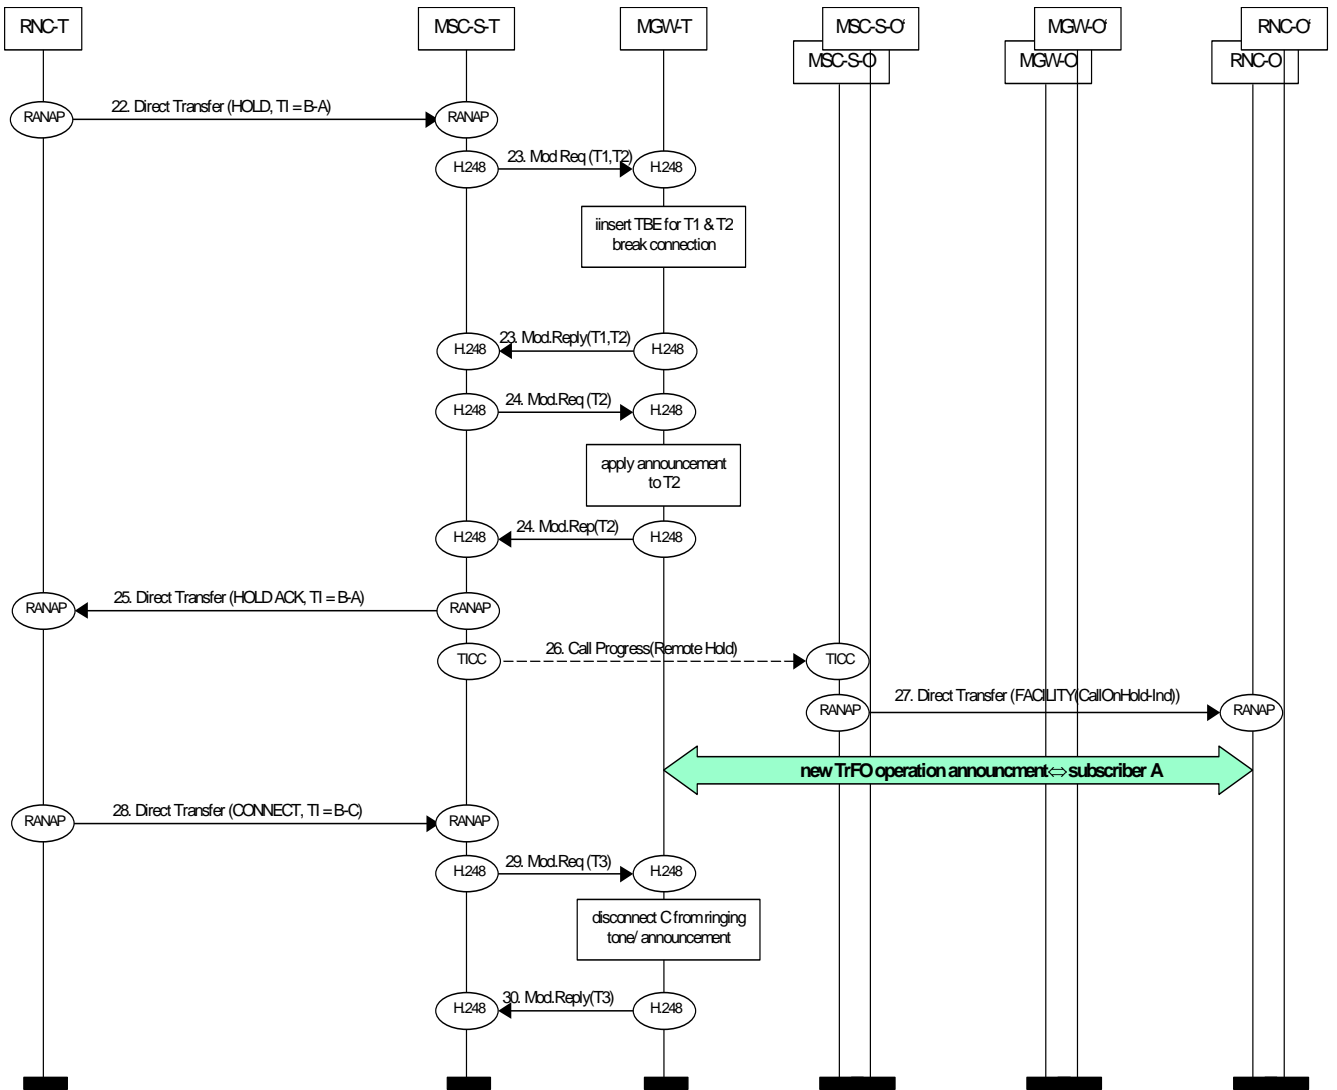 RNC-T
MSC-S-T
MGW-T
MSC-S-O'
MGW-O'
RNC-O'
MSC-S-O
MGW-O
RNC-O
22. Direct Transfer (HOLD, TI = B-A)
RANAP
RANAP
23. Mod Req (T1,T2)
H.248
H.248
iinsert TBE for T1 & T2
break connection
23. Mod.Reply(T1,T2)
H.248
H.248
24. Mod.Req (T2)
H.248
H.248
apply announcement
to T2
24. Mod.Rep(T2)
H.248
H.248
25. Direct Transfer (HOLD ACK, TI = B-A)
RANAP
RANAP
26. Call Progress(Remote Hold)
TICC
TICC
27. Direct Transfer (FACILITY(CallOnHold-Ind))
RANAP
RANAP
new TrFO operation announcment⇔subscriber A
28. Direct Transfer (CONNECT, TI = B-C)
RANAP
RANAP
29. Mod.Req (T3)
H.248
H.248
disconnect C from ringing
tone/ announcement
30. Mod.Reply(T3)
H.248
H.248